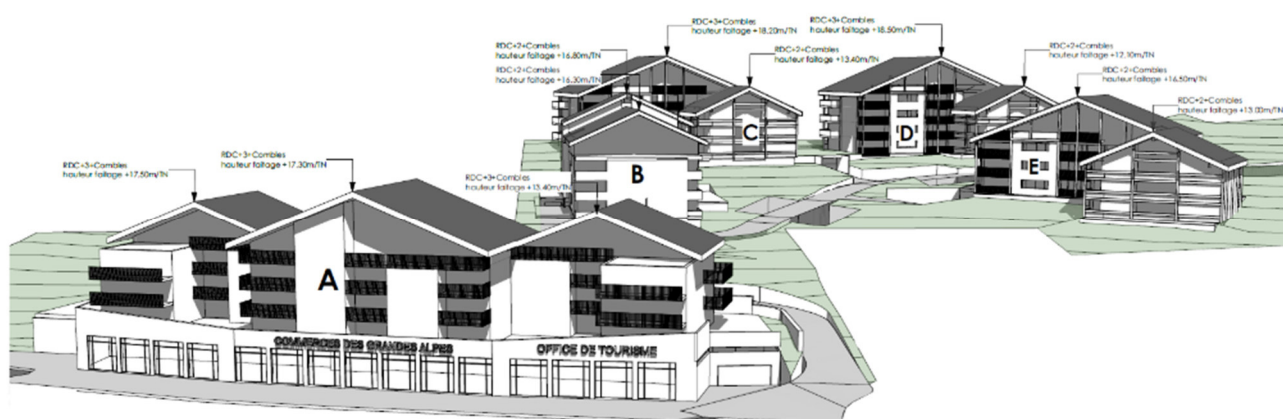 RDC+3+Combles
hauteur faitage +18.20m/TN
RDC+3+Combles
hauteur faitage +18.50m/TN
RDC+2+Combles
hauteur faitage +16.80m/TN
RDC+2+Combles
hauteur faitage +16.30m/TN
RDC+2+Combles
hauteur faitage +13.40m/TN
RDC+2+Combles
hauteur faitage +12.10m/TN
RDC+2+Combles
hauteur faitage +16.50m/TN
RDC+2+Combles
hauteur faitage +13.00m/TN
C
D
B
E
RDC+3+Combles
hauteur faitage +17.50m/TN
RDC+3+Combles
hauteur faitage +17.30m/TN
RDC+3+Combles
hauteur faitage +13.40m/TN
A
COMMERCES DES GRANDES ALPES
OFFICE DE TOURISME